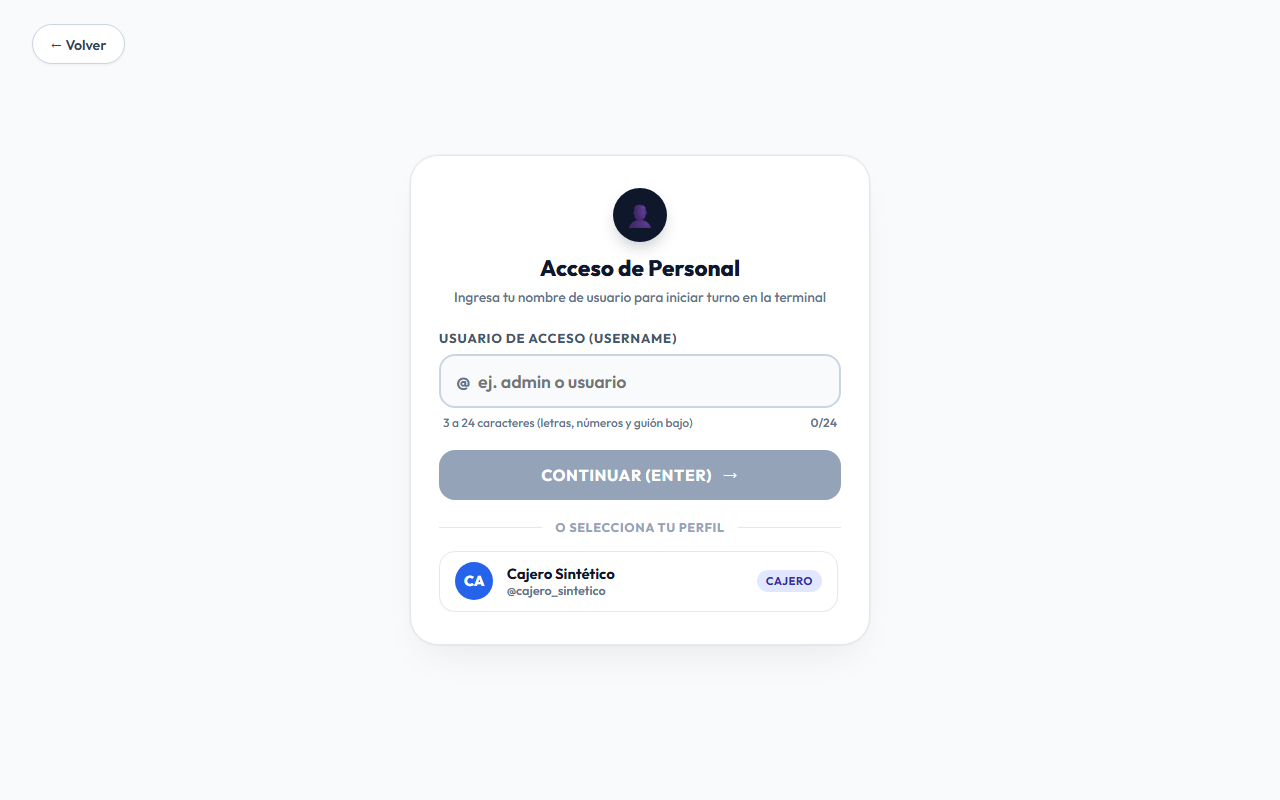 ← Volver
Acceso de Personal
Ingresa tu nombre de usuario para iniciar turno en la terminal
USUARIO DE ACCESO (USERNAME)
@ ej. admin o usuario
3 a 24 caracteres (letras, números y guión bajo) 0/24
CONTINUAR (ENTER) →
O SELECCIONA TU PERFIL
CA Cajero Sintético CAJERO
@cajero_sintetico